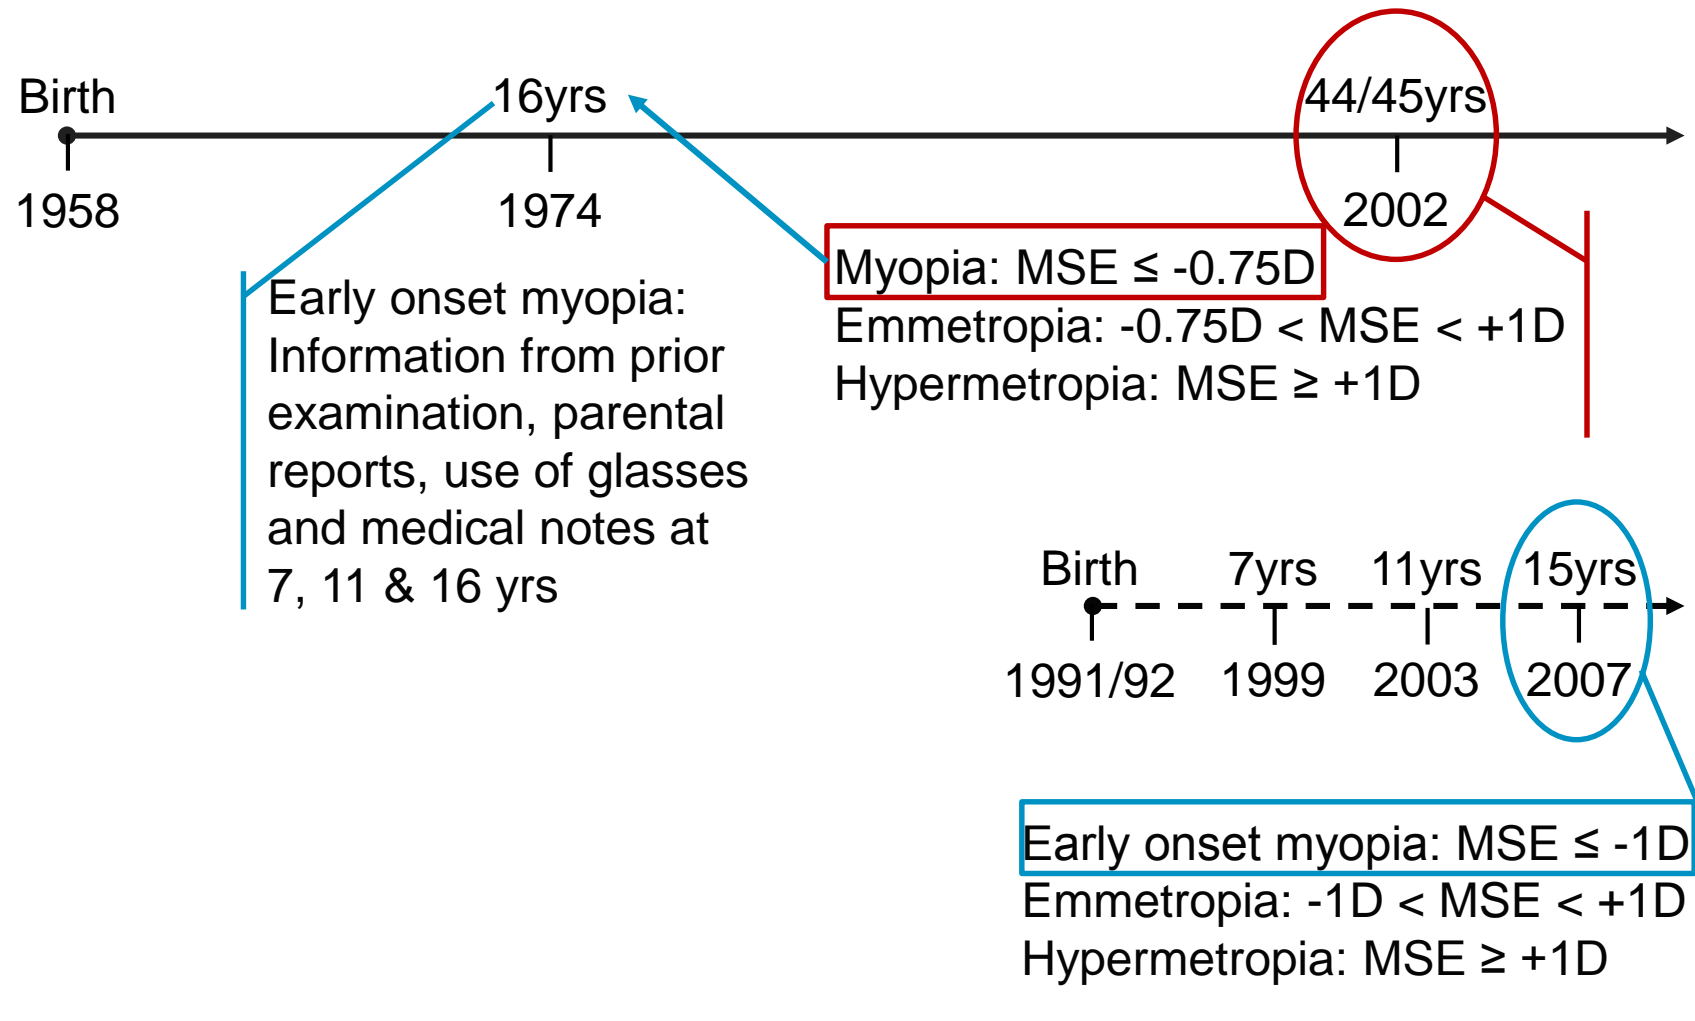 Birth
16yrs
44/45yrs
1958
1974
2002
Early onset myopia:
Information from prior
examination, parental
reports, use of glasses
and medical notes at
7, 11 & 16 yrs
Myopia: MSE ≤ -0.75D
Emmetropia: -0.75D < MSE < +1D
Hypermetropia: MSE ≥ +1D
Birth
7yrs
11yrs
15yrs
1991/92
1999
2003
2007
Early onset myopia: MSE ≤ -1D
Emmetropia: -1D < MSE < +1D
Hypermetropia: MSE ≥ +1D